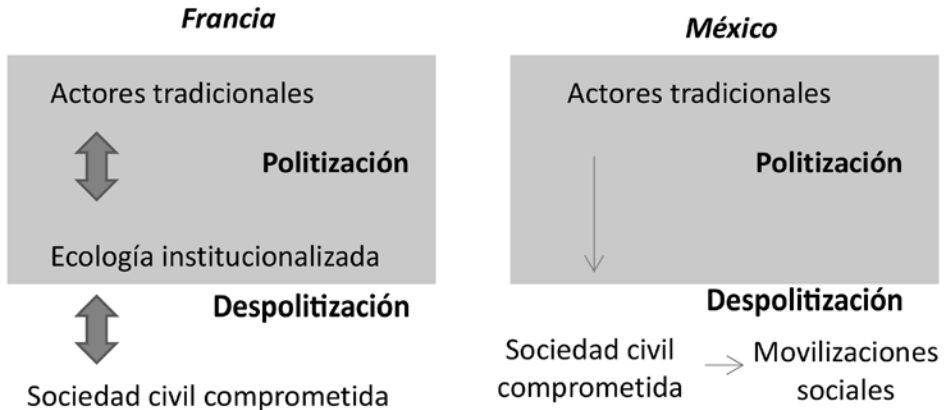 Francia
Actores tradicionales
Politización
Ecología institucionalizada
Despolitización
Sociedad civil comprometida
México
Actores tradicionales
Politización
Despolitización
Sociedad civil
comprometida
Movilizaciones
sociales